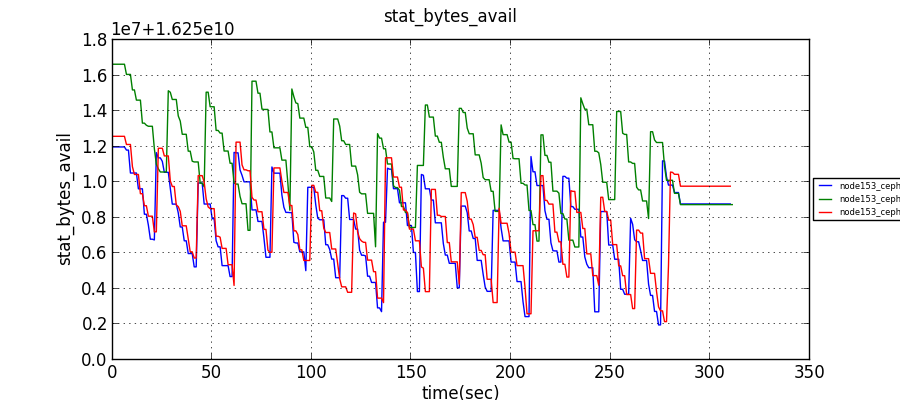 stat_bytes_avail
1e7+1.625e10
1.8
1.6
1.4
1.2
1.0
0.8
0.6
0.4
0.2
0.0
stat_bytes_avail
0 50 100 150 200 250 300 350
time(sec)
node153_ceph
node153_ceph
node153_ceph